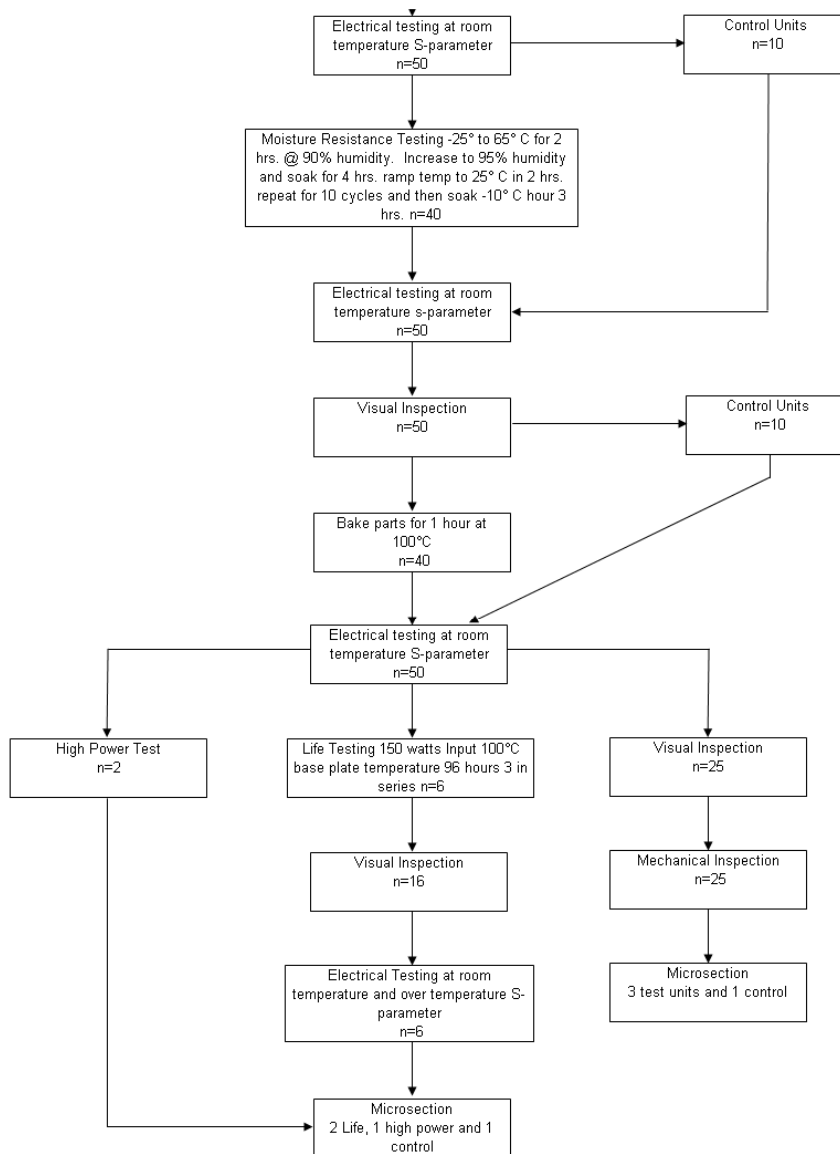 Electrical testing at room
temperature S-parameter
n=50
Control Units
n=10
Moisture Resistance Testing -25° to 65° C for 2
hrs. @ 90% humidity. Increase to 95% humidity
and soak for 4 hrs. ramp temp to 25° C in 2 hrs.
repeat for 10 cycles and then soak -10° C hour 3
hrs. n=40
Electrical testing at room
temperature s-parameter
n=50
Visual Inspection
n=50
Control Units
n=10
Bake parts for 1 hour at
100°C
n=40
Electrical testing at room
temperature S-parameter
n=50
High Power Test
n=2
Life Testing 150 watts Input 100°C
base plate temperature 96 hours 3 in
series n=6
Visual Inspection
n=25
Visual Inspection
n=16
Mechanical Inspection
n=25
Electrical Testing at room
temperature and over temperature S-
parameter
n=6
Microsection
3 test units and 1 control
Microsection
2 Life, 1 high power and 1
control